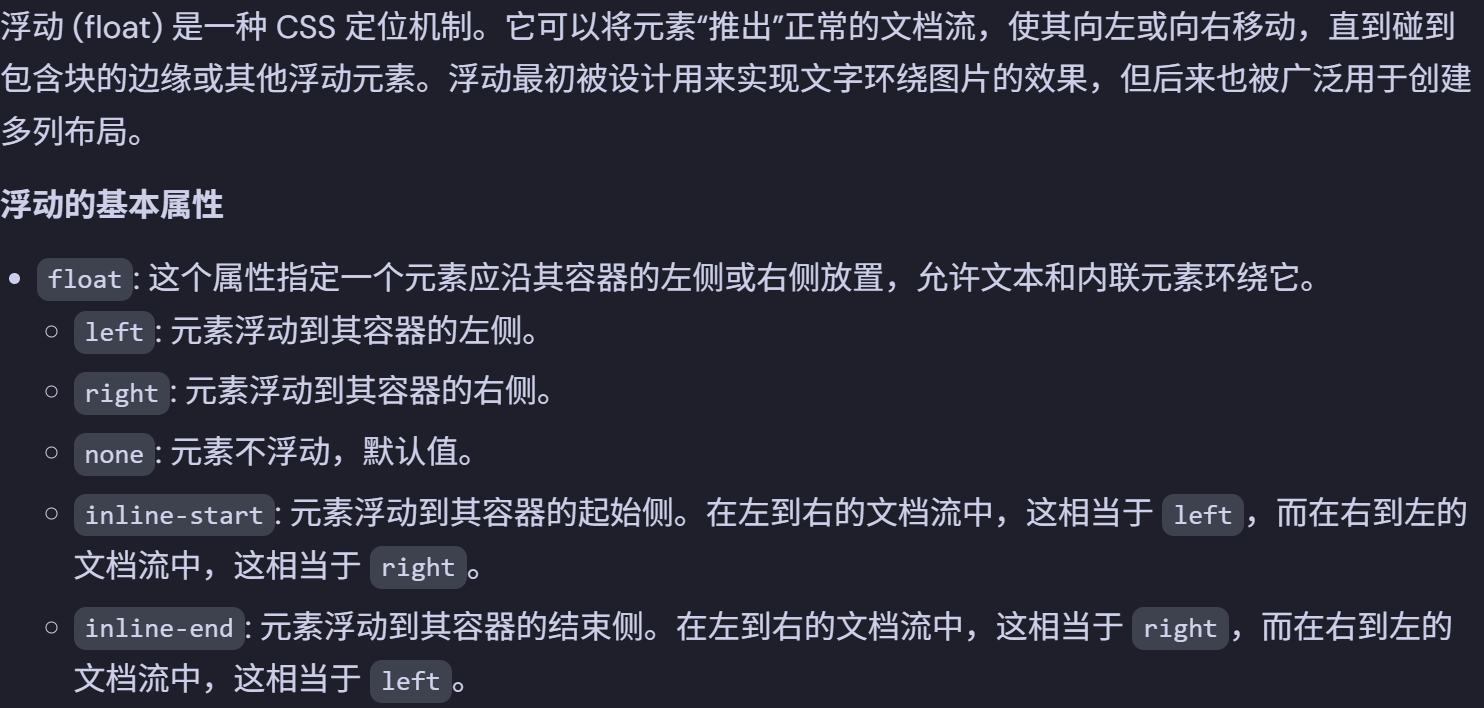 浮动 (float) 是一种 CSS 定位机制。它可以将元素“推出”正常的文档流，使其向左或向右移动，直到碰到
包含块的边缘或其他浮动元素。浮动最初被设计用来实现文字环绕图片的效果，但后来也被广泛用于创建
多列布局。
浮动的基本属性
• float: 这个属性指定一个元素应沿其容器的左侧或右侧放置，允许文本和内联元素环绕它。
○ left: 元素浮动到其容器的左侧。
○ right: 元素浮动到其容器的右侧。
○ none: 元素不浮动，默认值。
○ inline-start: 元素浮动到其容器的起始侧。在左到右的文档流中，这相当于 left，而在右到左的
文档流中，这相当于 right。
○ inline-end: 元素浮动到其容器的结束侧。在左到右的文档流中，这相当于 right，而在右到左的
文档流中，这相当于 left。